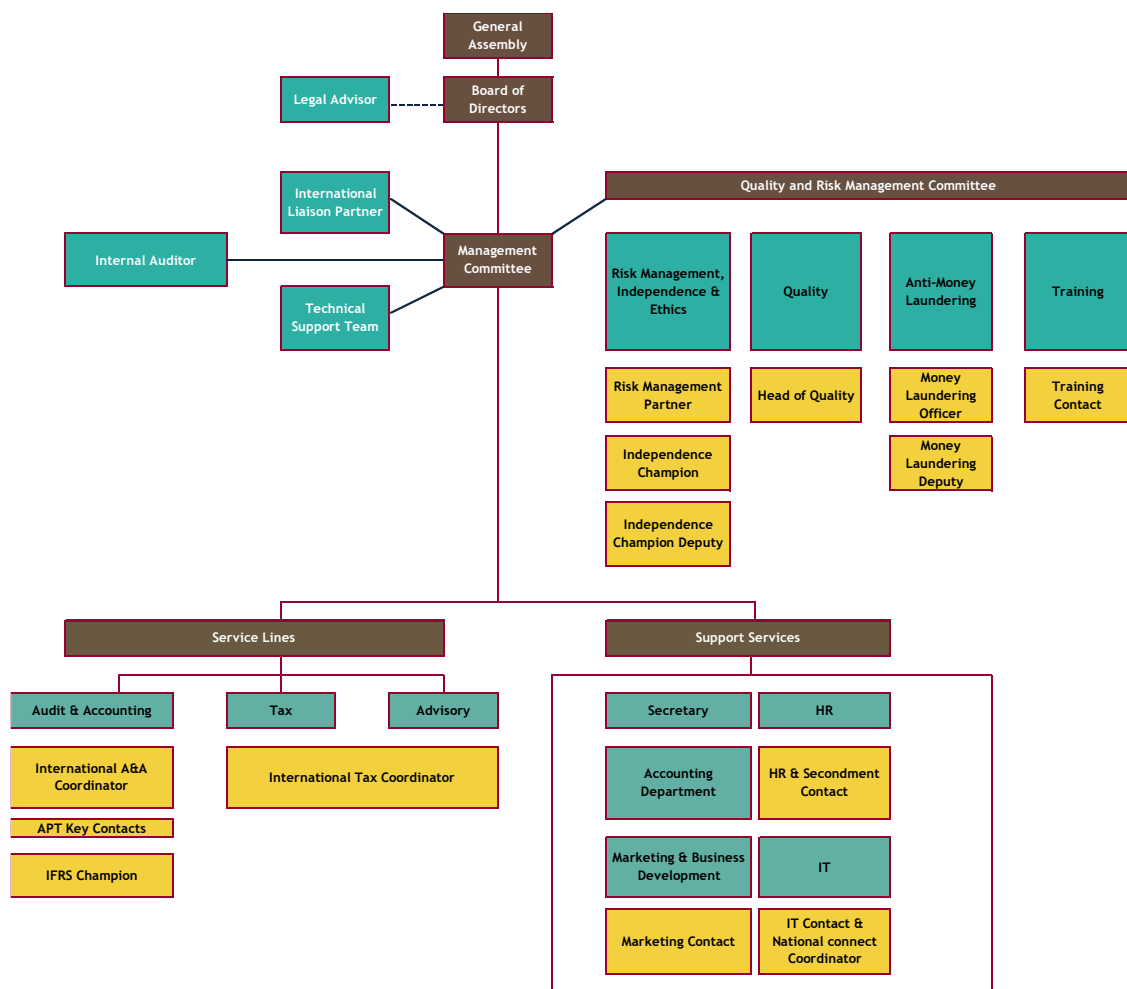 General
Assembly
Board of
Directors
Legal Advisor
International
Liaison Partner
Quality and Risk Management Committee
Internal Auditor
Management
Committee
Technical
Support Team
Risk Management,
Independence &
Ethics
Quality
Anti-Money
Laundering
Training
Risk Management
Partner
Head of Quality
Money
Laundering
Officer
Training
Contact
Independence
Champion
Money
Laundering
Deputy
Independence
Champion Deputy
Service Lines
Support Services
Audit & Accounting
Tax
Advisory
Secretary
HR
International A&A
Coordinator
International Tax Coordinator
Accounting
Department
HR & Secondment
Contact
APT Key Contacts
IFRS Champion
Marketing & Business
Development
IT
Marketing Contact
IT Contact &
National connect
Coordinator